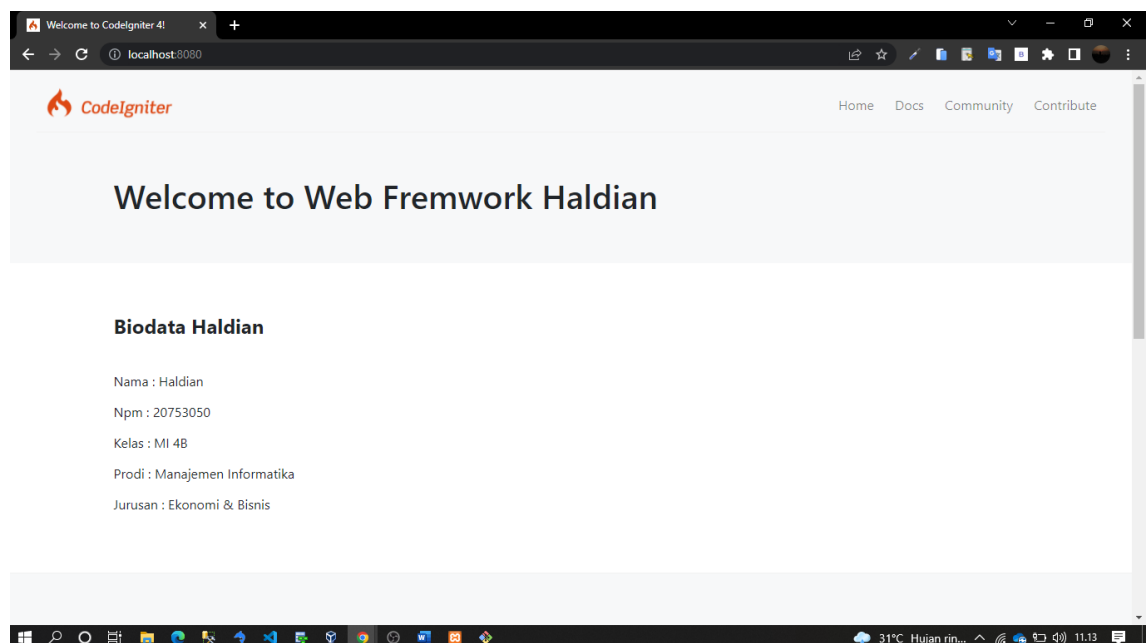 Welcome to CodeIgniter 4!
localhost:8080
CodeIgniter
Home Docs Community Contribute
Welcome to Web Fremwork Haldian
Biodata Haldian
Nama : Haldian
Npm : 20753050
Kelas : MI 4B
Prodi : Manajemen Informatika
Jurusan : Ekonomi & Bisnis
31°C Hujan rin... 11.13